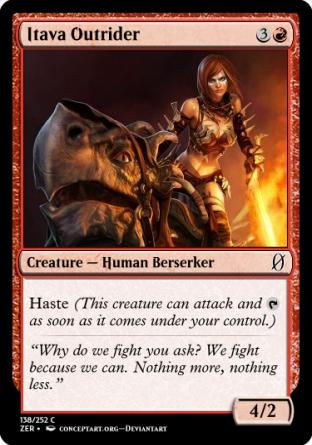 Itava Outrider 3
Creature — Human Berserker
Haste (This creature can attack and
as soon as it comes under your control.)
“Why do we fight you ask? We fight
because we can. Nothing more, nothing
less.”
4/2
138/252 C
ZER • CONCEPTART.ORG—DEVIANTART